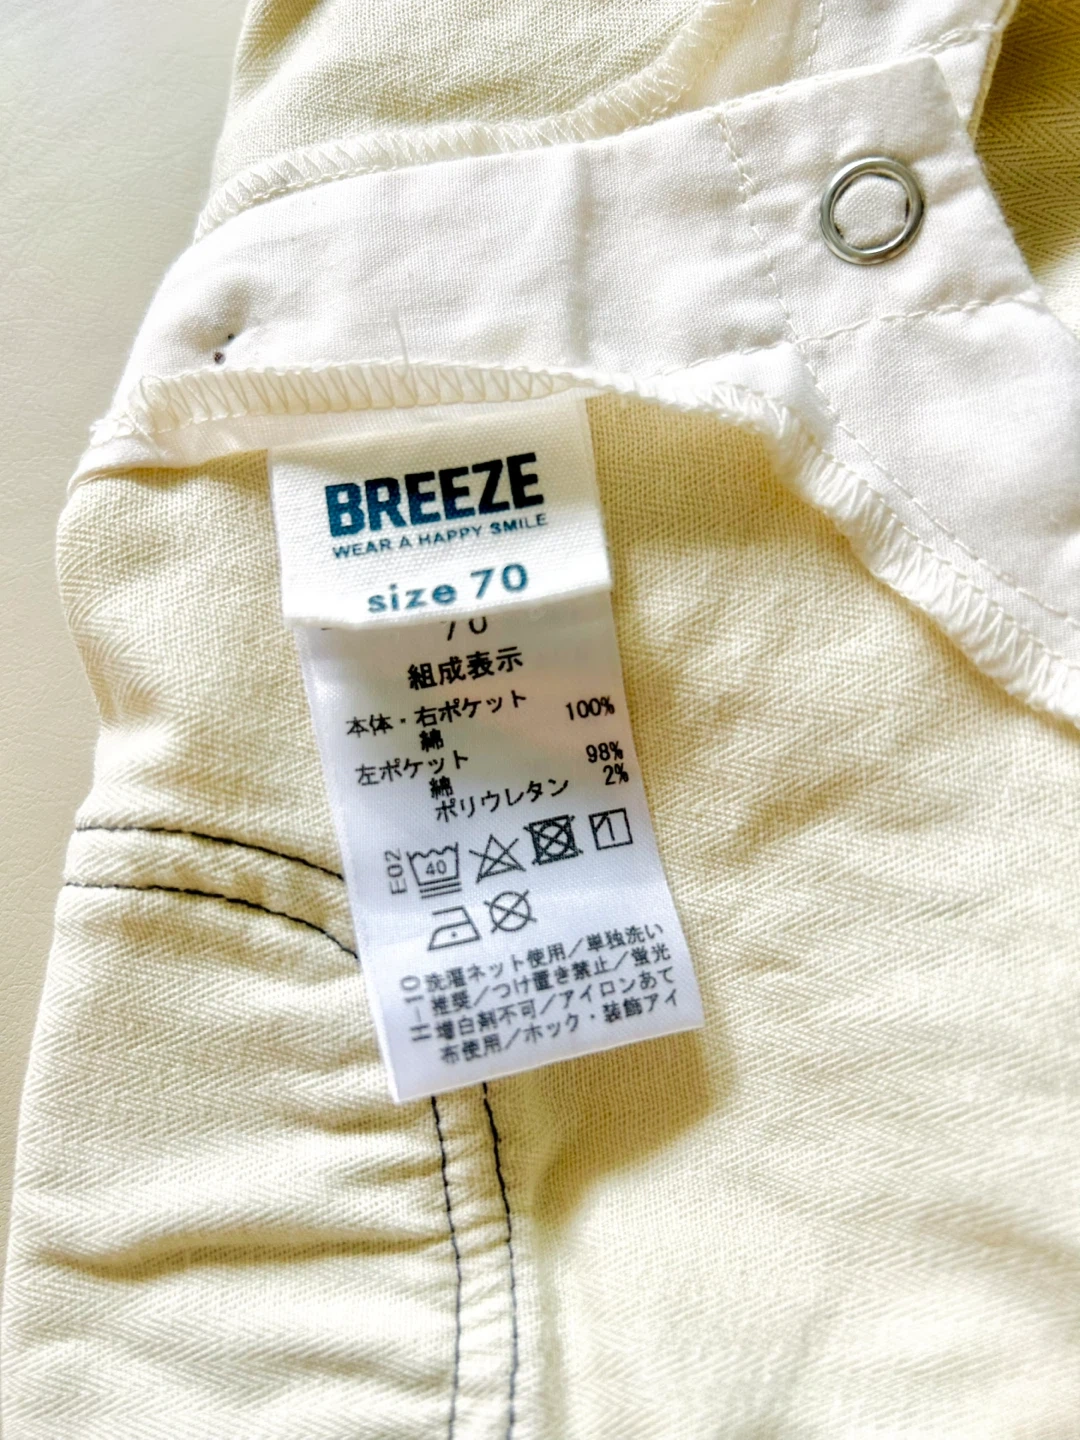 BREEZE
WEAR A HAPPY SMILE
size 70
70
組成表示
本体・右ポケット
綿 100%
左ポケット
綿 98%
ポリウレタン 2%
E02
40
H-10
洗濯ネット使用／単独洗い
推奨／つけ置き禁止／蛍光
増白剤不可／アイロンあて
布使用／ホック・装飾アイ